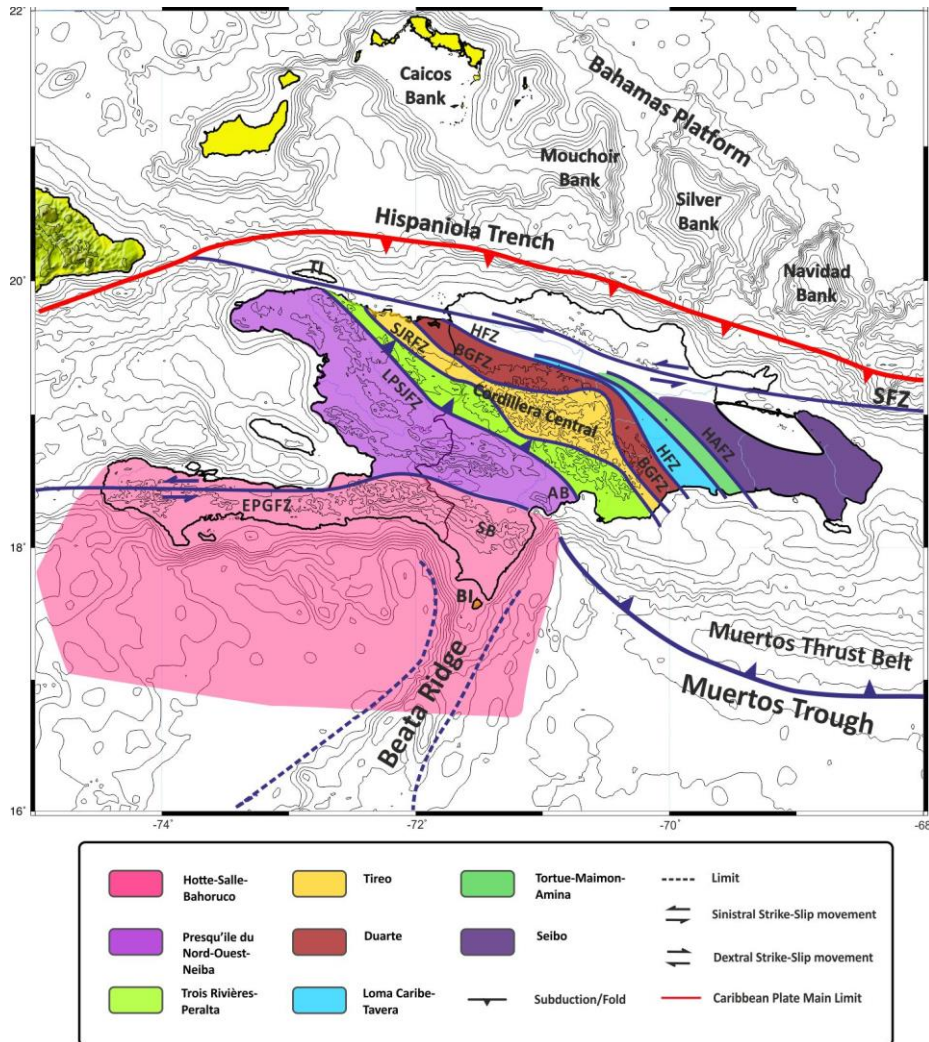 22°
20°
18°
16°
-74°
-72°
-70°
-68
Caicos
Bank
Bahamas Platform
Mouchoir
Bank
Silver
Bank
Navidad
Bank
Hispaniola Trench
TI
HFZ
SJRFZ
BGFZ
LPSJFZ
Cordillera Central
SFZ
HAFZ
HFZ
BGFZ
AB
EPGFZ
SB
BI
Beata Ridge
Muertos Thrust Belt
Muertos Trough
Hotte-Salle-
Bahoruco
Tireo
Tortue-Maimon-
Amina
Limit
Sinistral Strike-Slip movement
Presqu'ile du
Nord-Ouest-
Neiba
Duarte
Seibo
Dextral Strike-Slip movement
Trois Rivières-
Peralta
Loma Caribe-
Tavera
Subduction/Fold
Caribbean Plate Main Limit